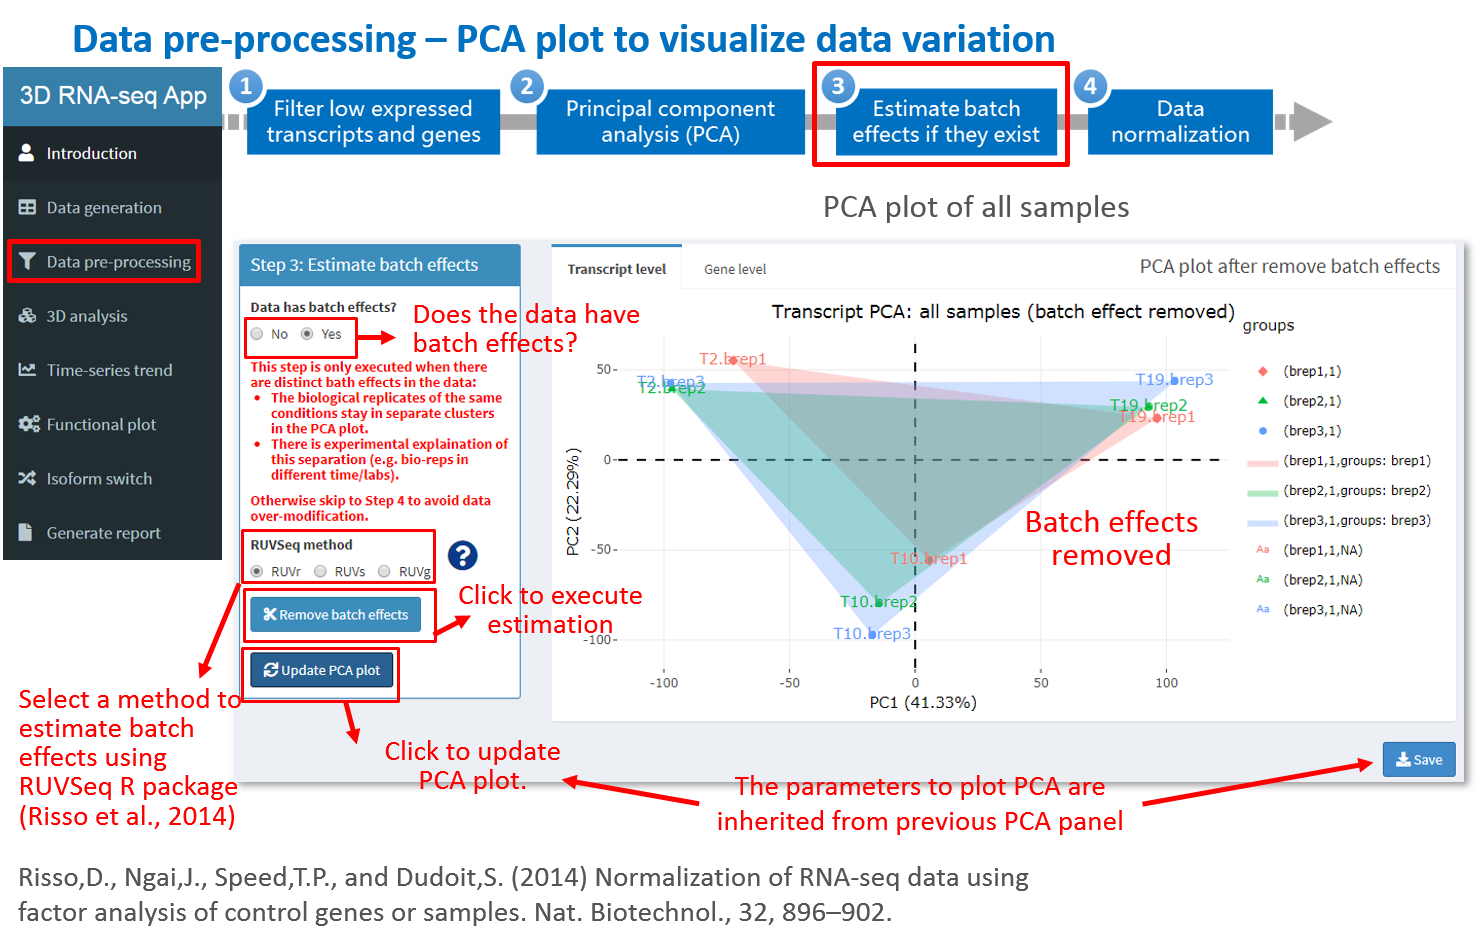 Data pre-processing – PCA plot to visualize data variation
3D RNA-seq App
Introduction
Data generation
Data pre-processing
3D analysis
Time-series trend
Functional plot
Isoform switch
Generate report
1
Filter low expressed
transcripts and genes
2
Principal component
analysis (PCA)
3
Estimate batch
effects if they exist
4
Data
normalization
PCA plot of all samples
Step 3: Estimate batch effects
Data has batch effects?
No Yes
Does the data have
batch effects?
This step is only executed when there
are distinct bath effects in the data:
• The biological replicates of the same
conditions stay in separate clusters
in the PCA plot.
• There is experimental explaination of
this separation (e.g. bio-reps in
different time/labs).
Otherwise skip to Step 4 to avoid data
over-modification.
RUVSeq method
RUVr RUVs RUVg
?
Remove batch effects
Click to execute
estimation
Update PCA plot
Select a method to
estimate batch
effects using
RUVSeq R package
(Risso et al., 2014)
Click to update
PCA plot.
Transcript level
Gene level
PCA plot after remove batch effects
Transcript PCA: all samples (batch effect removed)
groups
(brep1,1)
(brep2,1)
(brep3,1)
(brep1,1,groups: brep1)
(brep2,1,groups: brep2)
(brep3,1,groups: brep3)
Aa (brep1,1,NA)
Aa (brep2,1,NA)
Aa (brep3,1,NA)
T2.brep1
T2.brep3
T2.brep2
T19.brep3
T19.brep2
T19.brep1
T10.brep1
T10.brep2
T10.brep3
Batch effects
removed
50
0
-50
-100
PC2 (22.29%)
-100
-50
0
50
100
PC1 (41.33%)
Save
The parameters to plot PCA are
inherited from previous PCA panel
Risso,D., Ngai,J., Speed,T.P., and Dudoit,S. (2014) Normalization of RNA-seq data using
factor analysis of control genes or samples. Nat. Biotechnol., 32, 896–902.